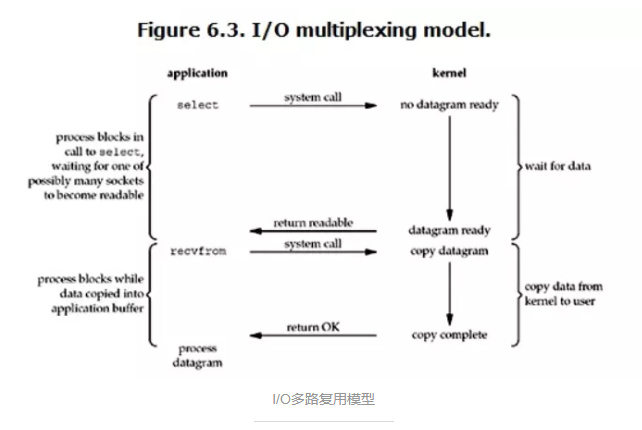 Figure 6.3. I/O multiplexing model.
application
kernel
select
system call
no datagram ready
process blocks in
call to select,
waiting for one of
possibly many sockets
to become readable
wait for data
return readable
datagram ready
recvfrom
system call
copy datagram
process blocks while
data copied into
application buffer
copy data from
kernel to user
return OK
copy complete
process
datagram
I/O多路复用模型